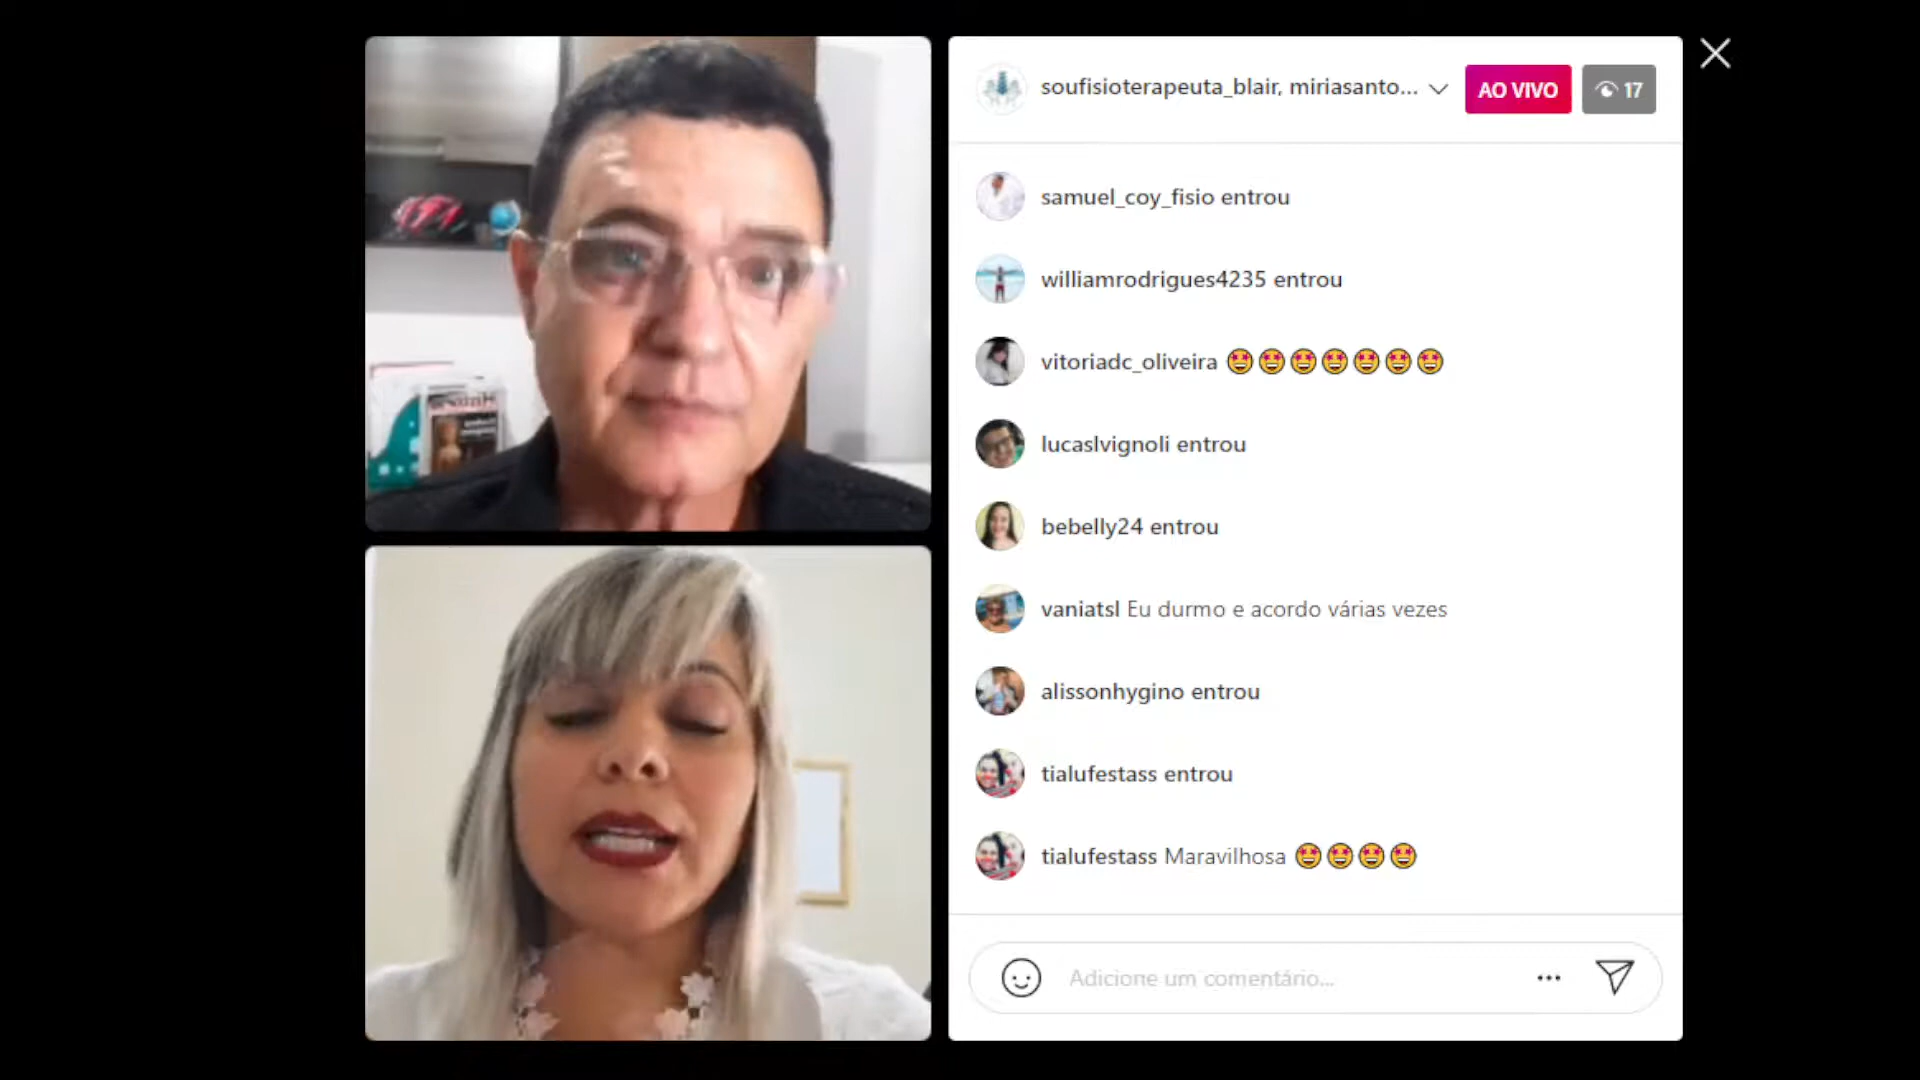 soufisioterapeuta_blair, miriasanto...
AO VIVO
17
samuel_coy_fisio entrou
williamrodrigues4235 entrou
vitoriadc_oliveira 🤩🤩🤩🤩🤩🤩🤩
lucaslvignoli entrou
bebelly24 entrou
vaniatsl Eu durmo e acordo várias vezes
alissonhygino entrou
tialufestass entrou
tialufestass Maravilhosa 🤩🤩🤩🤩
Adicione um comentário...